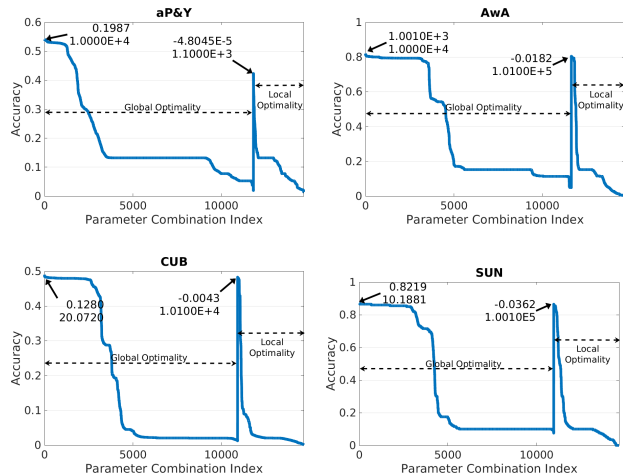 aP&Y
0.6
0.5
0.4
0.3
0.2
0.1
0
Accuracy
0.1987
1.0000E+4
-4.8045E-5
1.1000E+3
Global Optimality
Local
Optimality
0
5000
10000
Parameter Combination Index
AwA
1
0.8
0.6
0.4
0.2
0
Accuracy
1.0010E+3
1.0000E+4
-0.0182
1.0100E+5
Global Optimality
Local
Optimality
0
5000
10000
Parameter Combination Index
CUB
0.5
0.4
0.3
0.2
0.1
0
Accuracy
0.1280
20.0720
-0.0043
1.0100E+4
Global Optimality
Local
Optimality
0
5000
10000
Parameter Combination Index
SUN
1
0.8
0.6
0.4
0.2
0
Accuracy
0.8219
10.1881
-0.0362
1.0010E5
Global Optimality
Local
Optimality
0
5000
10000
Parameter Combination Index